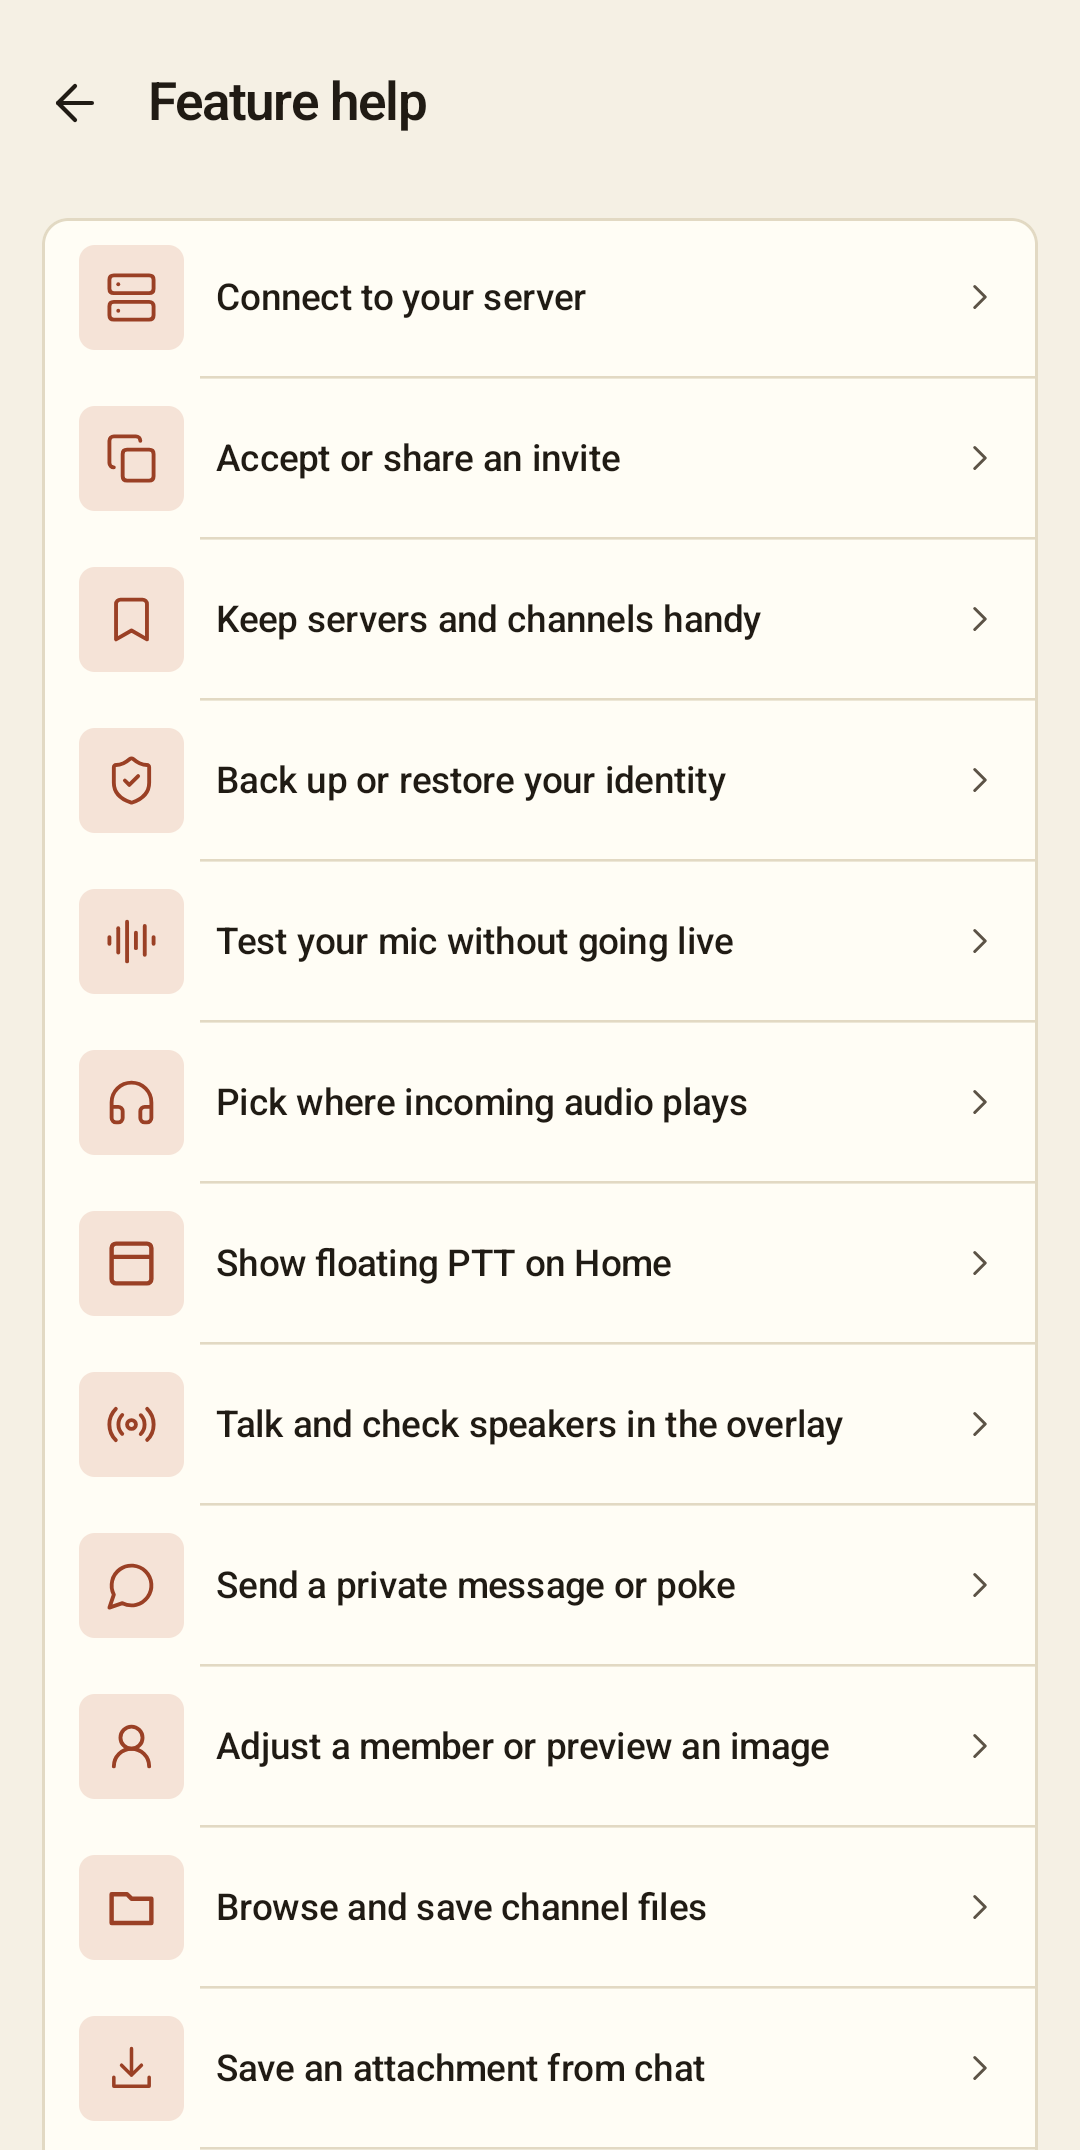 Feature help
Connect to your server
Accept or share an invite
Keep servers and channels handy
Back up or restore your identity
Test your mic without going live
Pick where incoming audio plays
Show floating PTT on Home
Talk and check speakers in the overlay
Send a private message or poke
Adjust a member or preview an image
Browse and save channel files
Save an attachment from chat